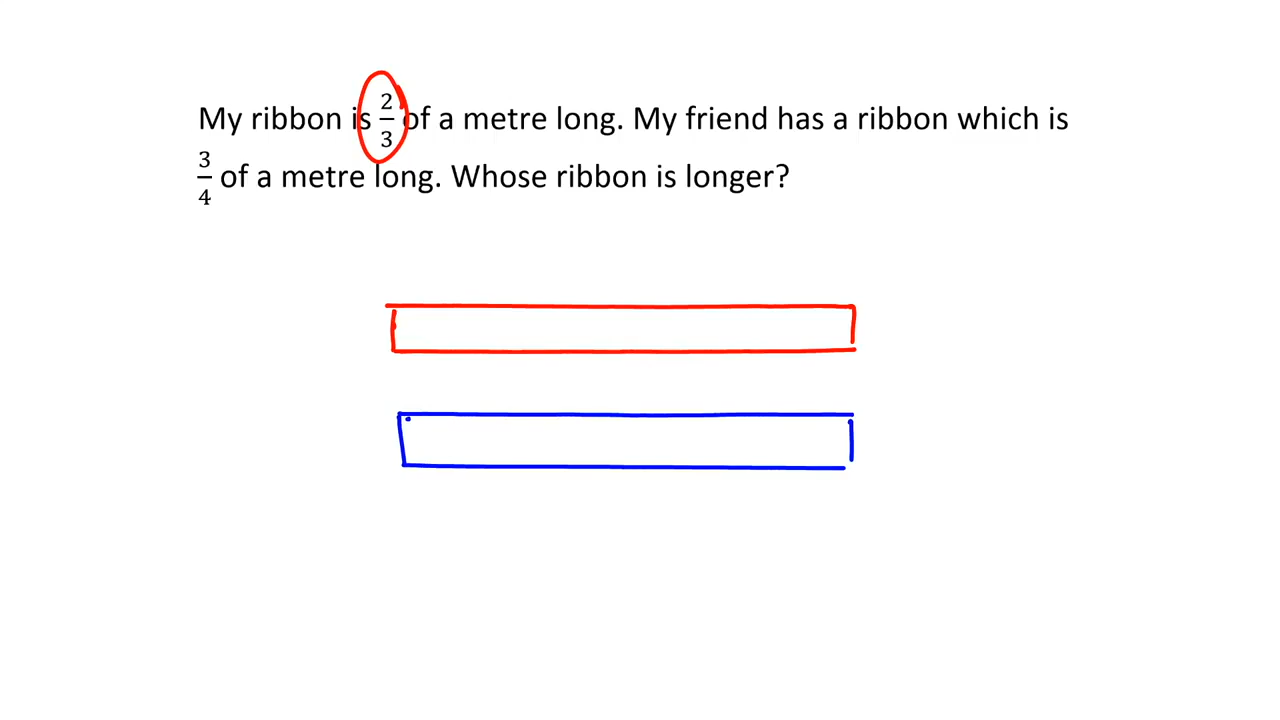 My ribbon is 2/3 of a metre long. My friend has a ribbon which is
3/4 of a metre long. Whose ribbon is longer?